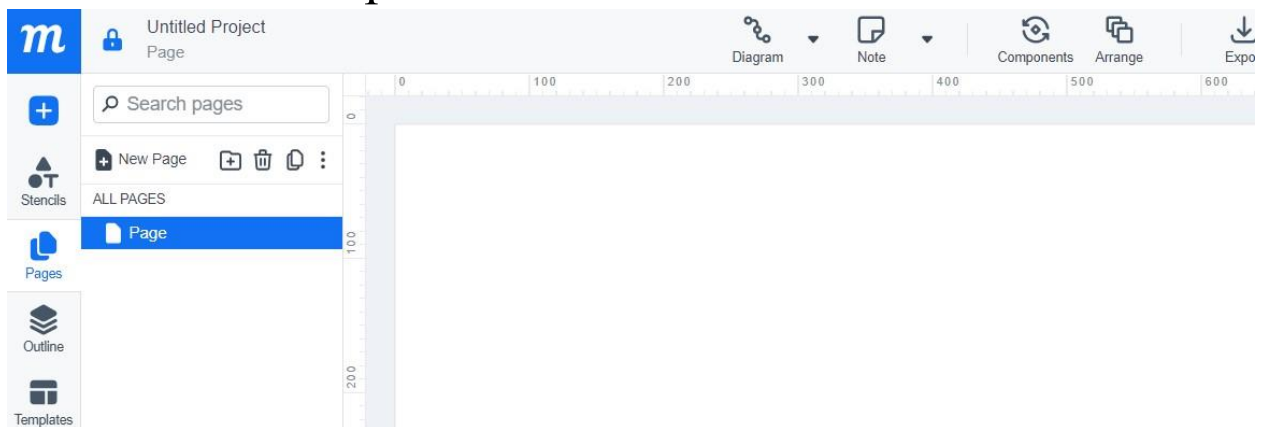 m
Untitled Project
Page
Diagram
Note
Components
Arrange
Expo
0 100 200 300 400 500 600
Search pages
0
New Page
Stencils
ALL PAGES
Page
100
Pages
Outline
200
Templates